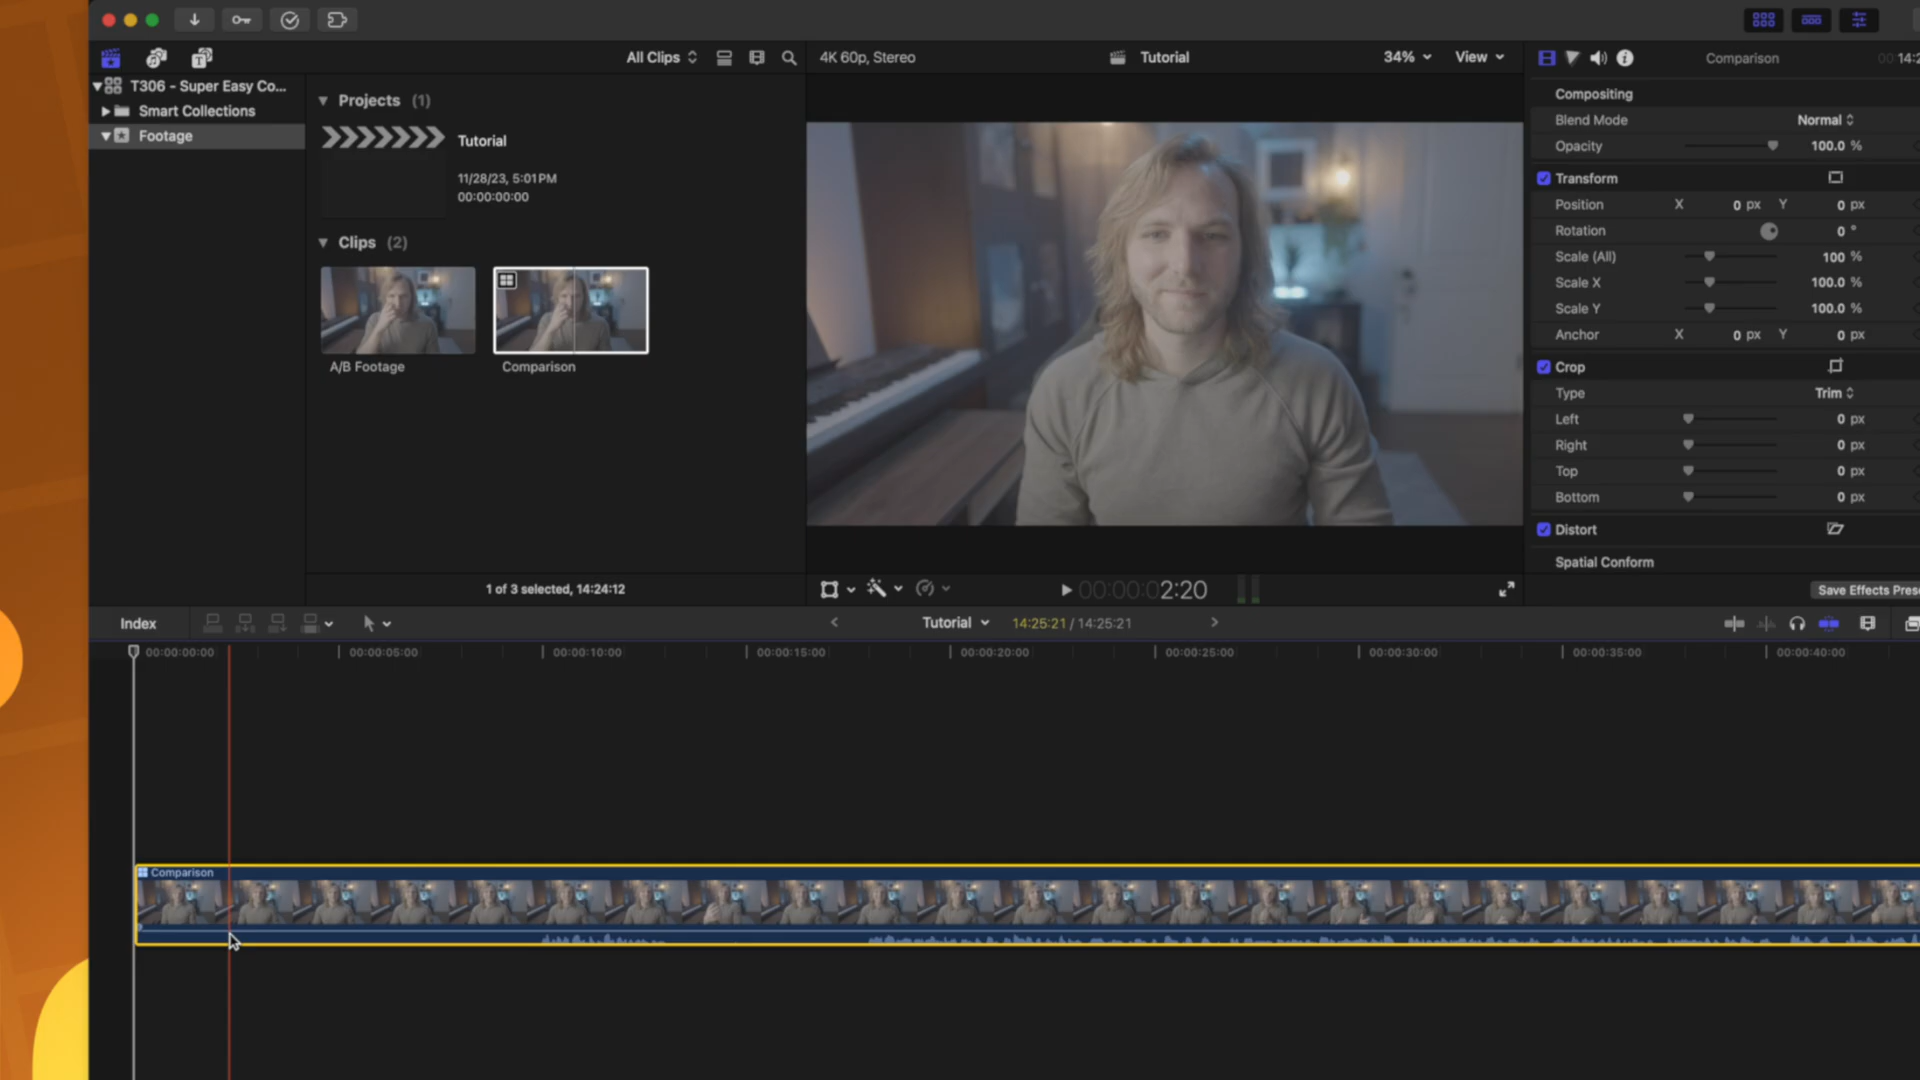 All Clips
4K 60p, Stereo
Tutorial
34%
View
Comparison
00
14:2
T306 - Super Easy Co...
Smart Collections
Footage
Projects (1)
Tutorial
11/28/23, 5:01PM
00:00:00:00
Clips (2)
A/B Footage
Comparison
1 of 3 selected, 14:24:12
00:00:02:20
Compositing
Blend Mode Normal
Opacity 100.0 %
Transform
Position X 0 px Y 0 px
Rotation 0 °
Scale (All) 100 %
Scale X 100.0 %
Scale Y 100.0 %
Anchor X 0 px Y 0 px
Crop
Type Trim
Left 0 px
Right 0 px
Top 0 px
Bottom 0 px
Distort
Spatial Conform
Save Effects Prese
Index
Tutorial
14:25:21 / 14:25:21
00:00:00:00
00:00:05:00
00:00:10:00
00:00:15:00
00:00:20:00
00:00:25:00
00:00:30:00
00:00:35:00
00:00:40:00
Comparison